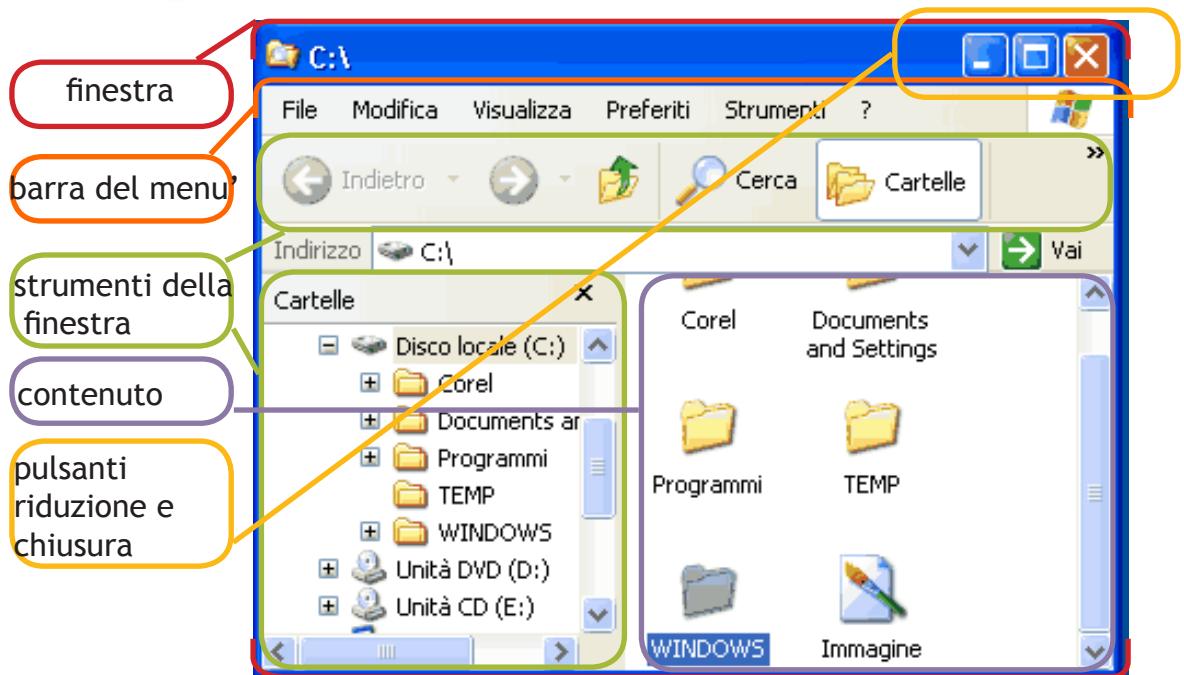 C:\
finestra
File Modifica Visualizza Preferiti Strumenti ?
barra del menu’
Indietro Cerca Cartelle »
Indirizzo C:\ Vai
strumenti della
finestra
contenuto
pulsanti
riduzione e
chiusura
Cartelle x
Disco locale (C:)
Corel
Documents ar
Programmi
TEMP
WINDOWS
Unità DVD (D:)
Unità CD (E:)
Corel
Documents
and Settings
Programmi
TEMP
WINDOWS
Immagine